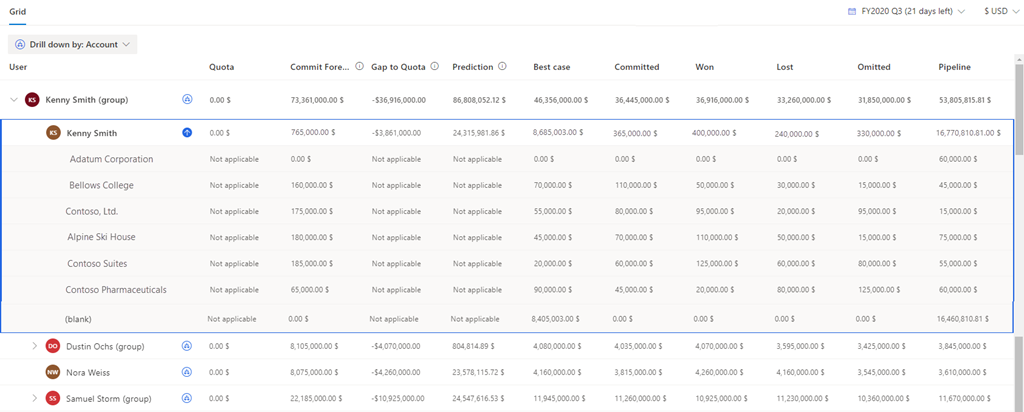 Grid
FY2020 Q3 (21 days left)
$ USD
Drill down by: Account
User Quota Commit Fore... Gap to Quota Prediction Best case Committed Won Lost Omitted Pipeline
KS Kenny Smith (group) 0.00 $ 73,361,000.00 $ -$36,916,000.00 86,808,052.12 $ 46,356,000.00 $ 36,445,000.00 $ 36,916,000.00 $ 33,260,000.00 $ 31,850,000.00 $ 53,805,815.81 $
KS Kenny Smith 0.00 $ 765,000.00 $ -$3,861,000.00 24,315,981.86 $ 8,685,003.00 $ 365,000.00 $ 400,000.00 $ 240,000.00 $ 330,000.00 $ 16,770,810.81.00 $
Adatum Corporation Not applicable 0.00 $ Not applicable Not applicable 0.00 $ 0.00 $ 0.00 $ 0.00 $ 0.00 $ 60,000.00 $
Bellows College Not applicable 160,000.00 $ Not applicable Not applicable 70,000.00 $ 110,000.00 $ 50,000.00 $ 30,000.00 $ 15,000.00 $ 45,000.00 $
Contoso, Ltd. Not applicable 175,000.00 $ Not applicable Not applicable 55,000.00 $ 80,000.00 $ 95,000.00 $ 20,000.00 $ 95,000.00 $ 15,000.00 $
Alpine Ski House Not applicable 180,000.00 $ Not applicable Not applicable 45,000.00 $ 70,000.00 $ 110,000.00 $ 50,000.00 $ 15,000.00 $ 75,000.00 $
Contoso Suites Not applicable 185,000.00 $ Not applicable Not applicable 20,000.00 $ 60,000.00 $ 125,000.00 $ 60,000.00 $ 80,000.00 $ 55,000.00 $
Contoso Pharmaceuticals Not applicable 65,000.00 $ Not applicable Not applicable 90,000.00 $ 45,000.00 $ 20,000.00 $ 80,000.00 $ 125,000.00 $ 60,000.00 $
(blank) Not applicable 0.00 $ Not applicable Not applicable 8,405,003.00 $ 0.00 $ 0.00 $ 0.00 $ 0.00 $ 16,460,810.81 $
DO Dustin Ochs (group) 0.00 $ 8,105,000.00 $ -$4,070,000.00 804,814.89 $ 4,080,000.00 $ 4,035,000.00 $ 4,070,000.00 $ 3,595,000.00 $ 3,425,000.00 $ 3,845,000.00 $
NW Nora Weiss 0.00 $ 8,075,000.00 $ -$4,260,000.00 23,578,115.72 $ 4,160,000.00 $ 3,815,000.00 $ 4,260,000.00 $ 4,160,000.00 $ 3,545,000.00 $ 3,610,000.00 $
SS Samuel Storm (group) 0.00 $ 22,185,000.00 $ -$10,925,000.00 24,547,616.53 $ 11,945,000.00 $ 11,260,000.00 $ 10,925,000.00 $ 11,230,000.00 $ 10,360,000.00 $ 11,670,000.00 $